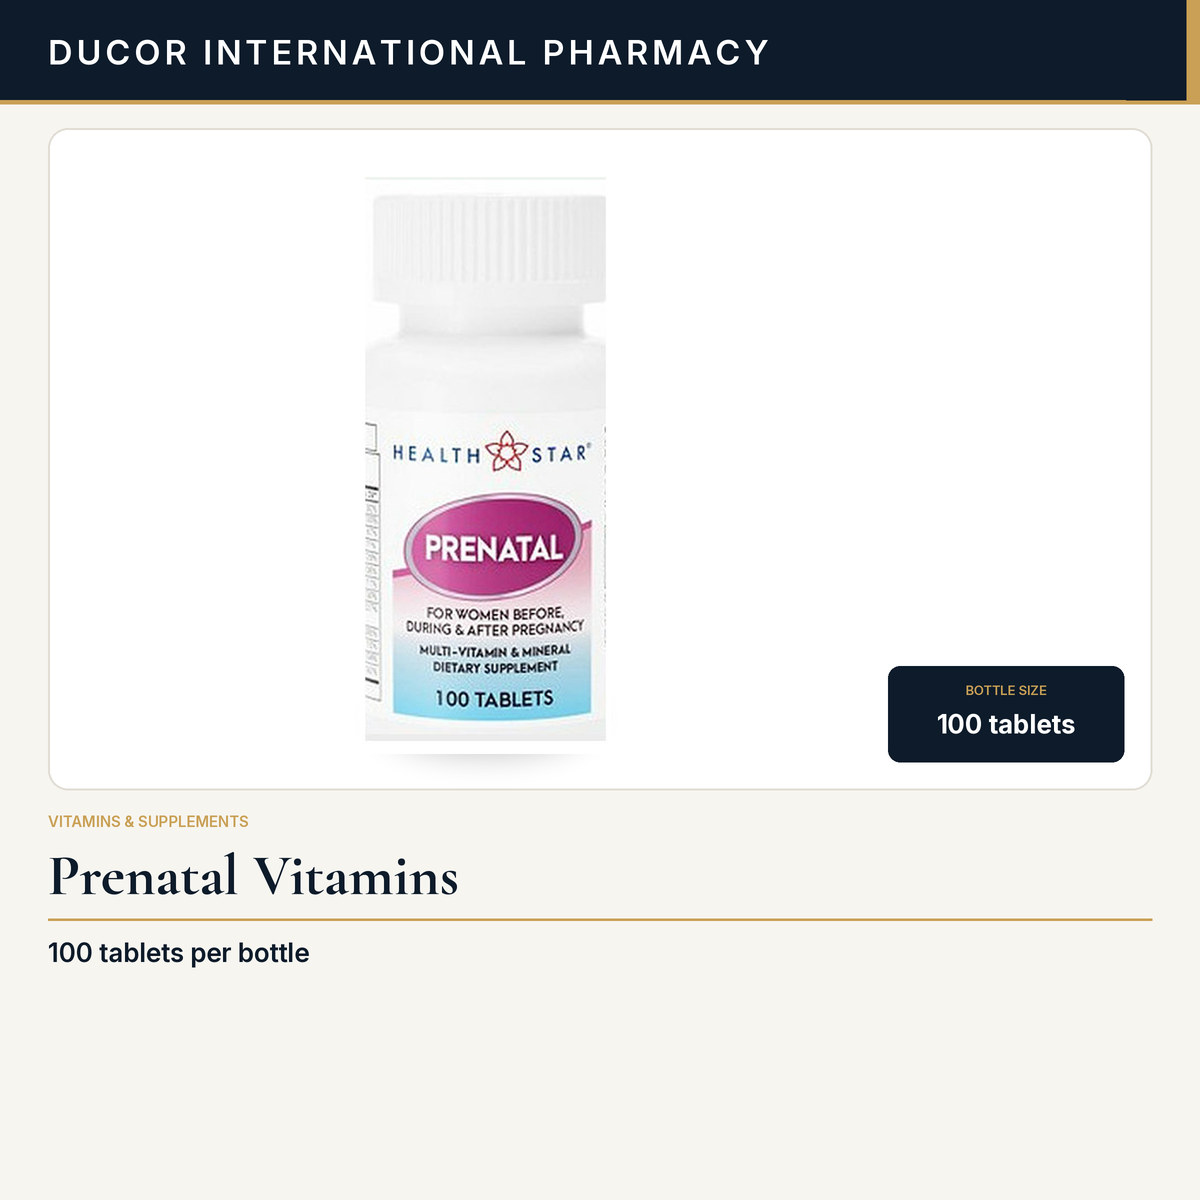 DUCOR INTERNATIONAL PHARMACY
HEALTH STAR®
PRENATAL
FOR WOMEN BEFORE,
DURING & AFTER PREGNANCY
MULTI-VITAMIN & MINERAL
DIETARY SUPPLEMENT
100 TABLETS
BOTTLE SIZE
100 tablets
VITAMINS & SUPPLEMENTS
Prenatal Vitamins
100 tablets per bottle